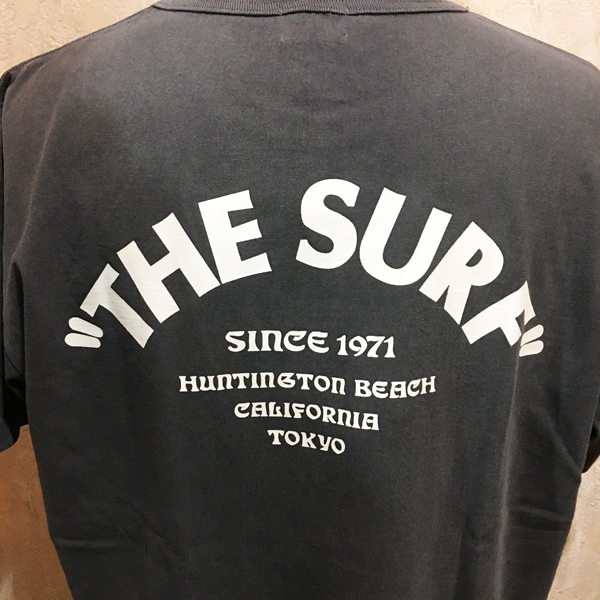 "THE SURF"
SINCE 1971
HUNTINGTON BEACH
CALIFORNIA
TOKYO